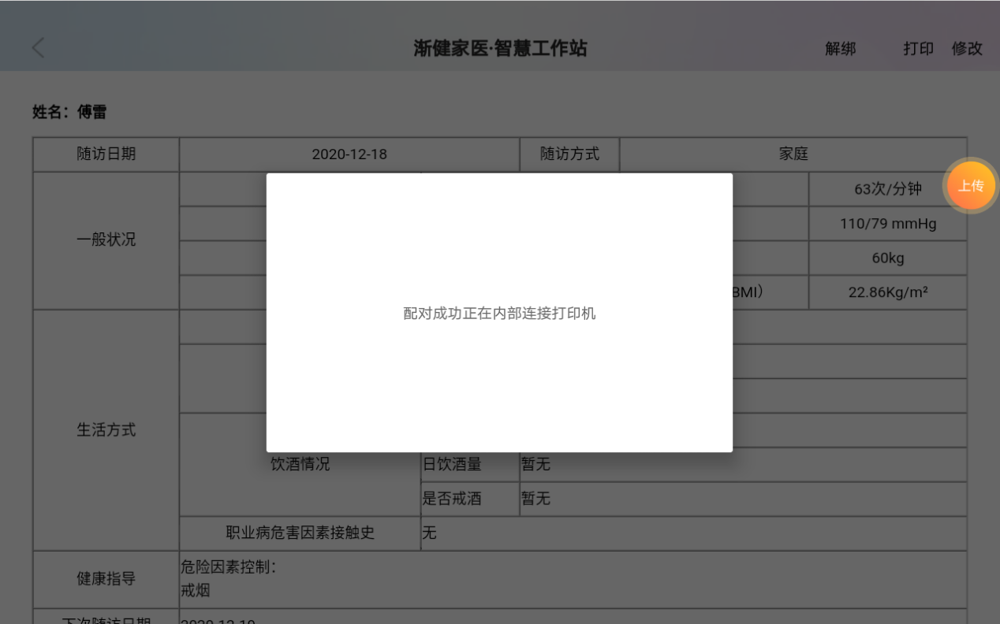 渐健家医·智慧工作站
解绑 打印 修改
姓名：傅雷
随访日期 2020-12-18 随访方式 家庭
上传
63次/分钟
一般状况
110/79 mmHg
60kg
BMI） 22.86Kg/m²
配对成功正在内部连接打印机
生活方式
饮酒情况 日饮酒量 暂无
是否戒酒 暂无
职业病危害因素接触史 无
健康指导
危险因素控制：
戒烟
下次随访日期 2020-12-19